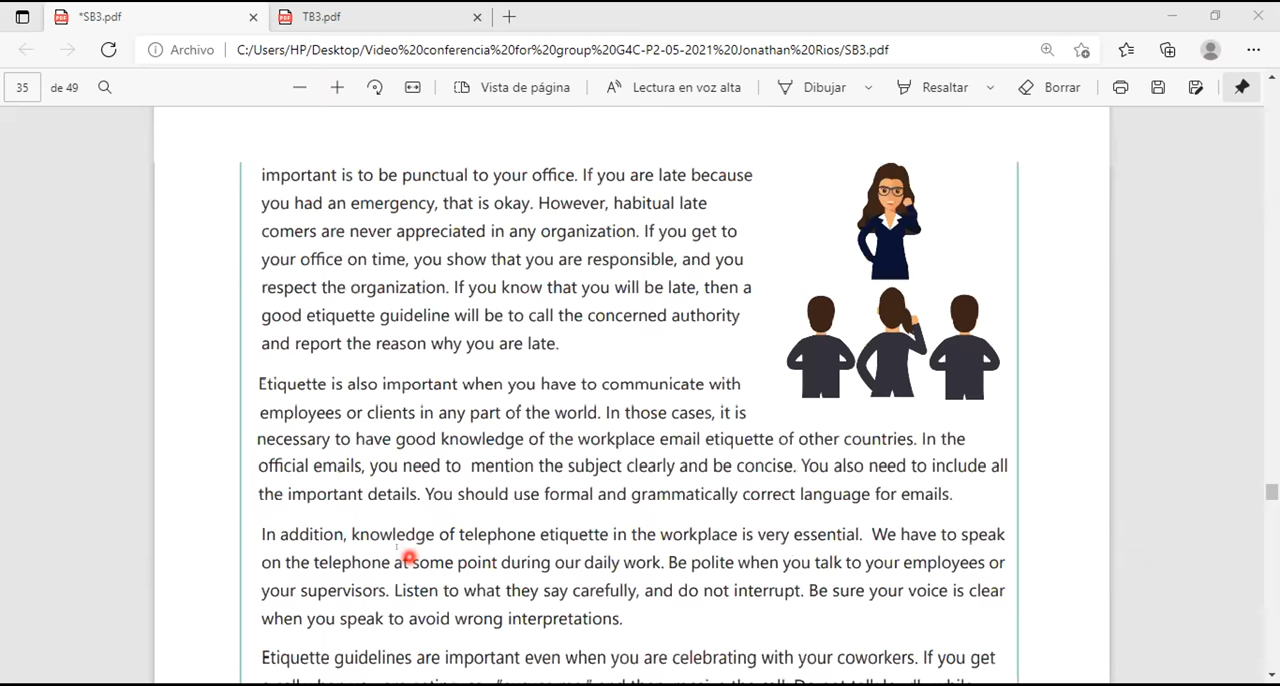 *SB3.pdf
TB3.pdf
Archivo
C:/Users/HP/Desktop/Video%20conferencia%20for%20group%20G4C-P2-05-2021%20Jonathan%20Rios/SB3.pdf
35 de 49
Vista de página
Lectura en voz alta
Dibujar
Resaltar
Borrar
important is to be punctual to your office. If you are late because
you had an emergency, that is okay. However, habitual late
comers are never appreciated in any organization. If you get to
your office on time, you show that you are responsible, and you
respect the organization. If you know that you will be late, then a
good etiquette guideline will be to call the concerned authority
and report the reason why you are late.
Etiquette is also important when you have to communicate with
employees or clients in any part of the world. In those cases, it is
necessary to have good knowledge of the workplace email etiquette of other countries. In the
official emails, you need to mention the subject clearly and be concise. You also need to include all
the important details. You should use formal and grammatically correct language for emails.
In addition, knowledge of telephone etiquette in the workplace is very essential. We have to speak
on the telephone at some point during our daily work. Be polite when you talk to your employees or
your supervisors. Listen to what they say carefully, and do not interrupt. Be sure your voice is clear
when you speak to avoid wrong interpretations.
Etiquette guidelines are important even when you are celebrating with your coworkers. If you get